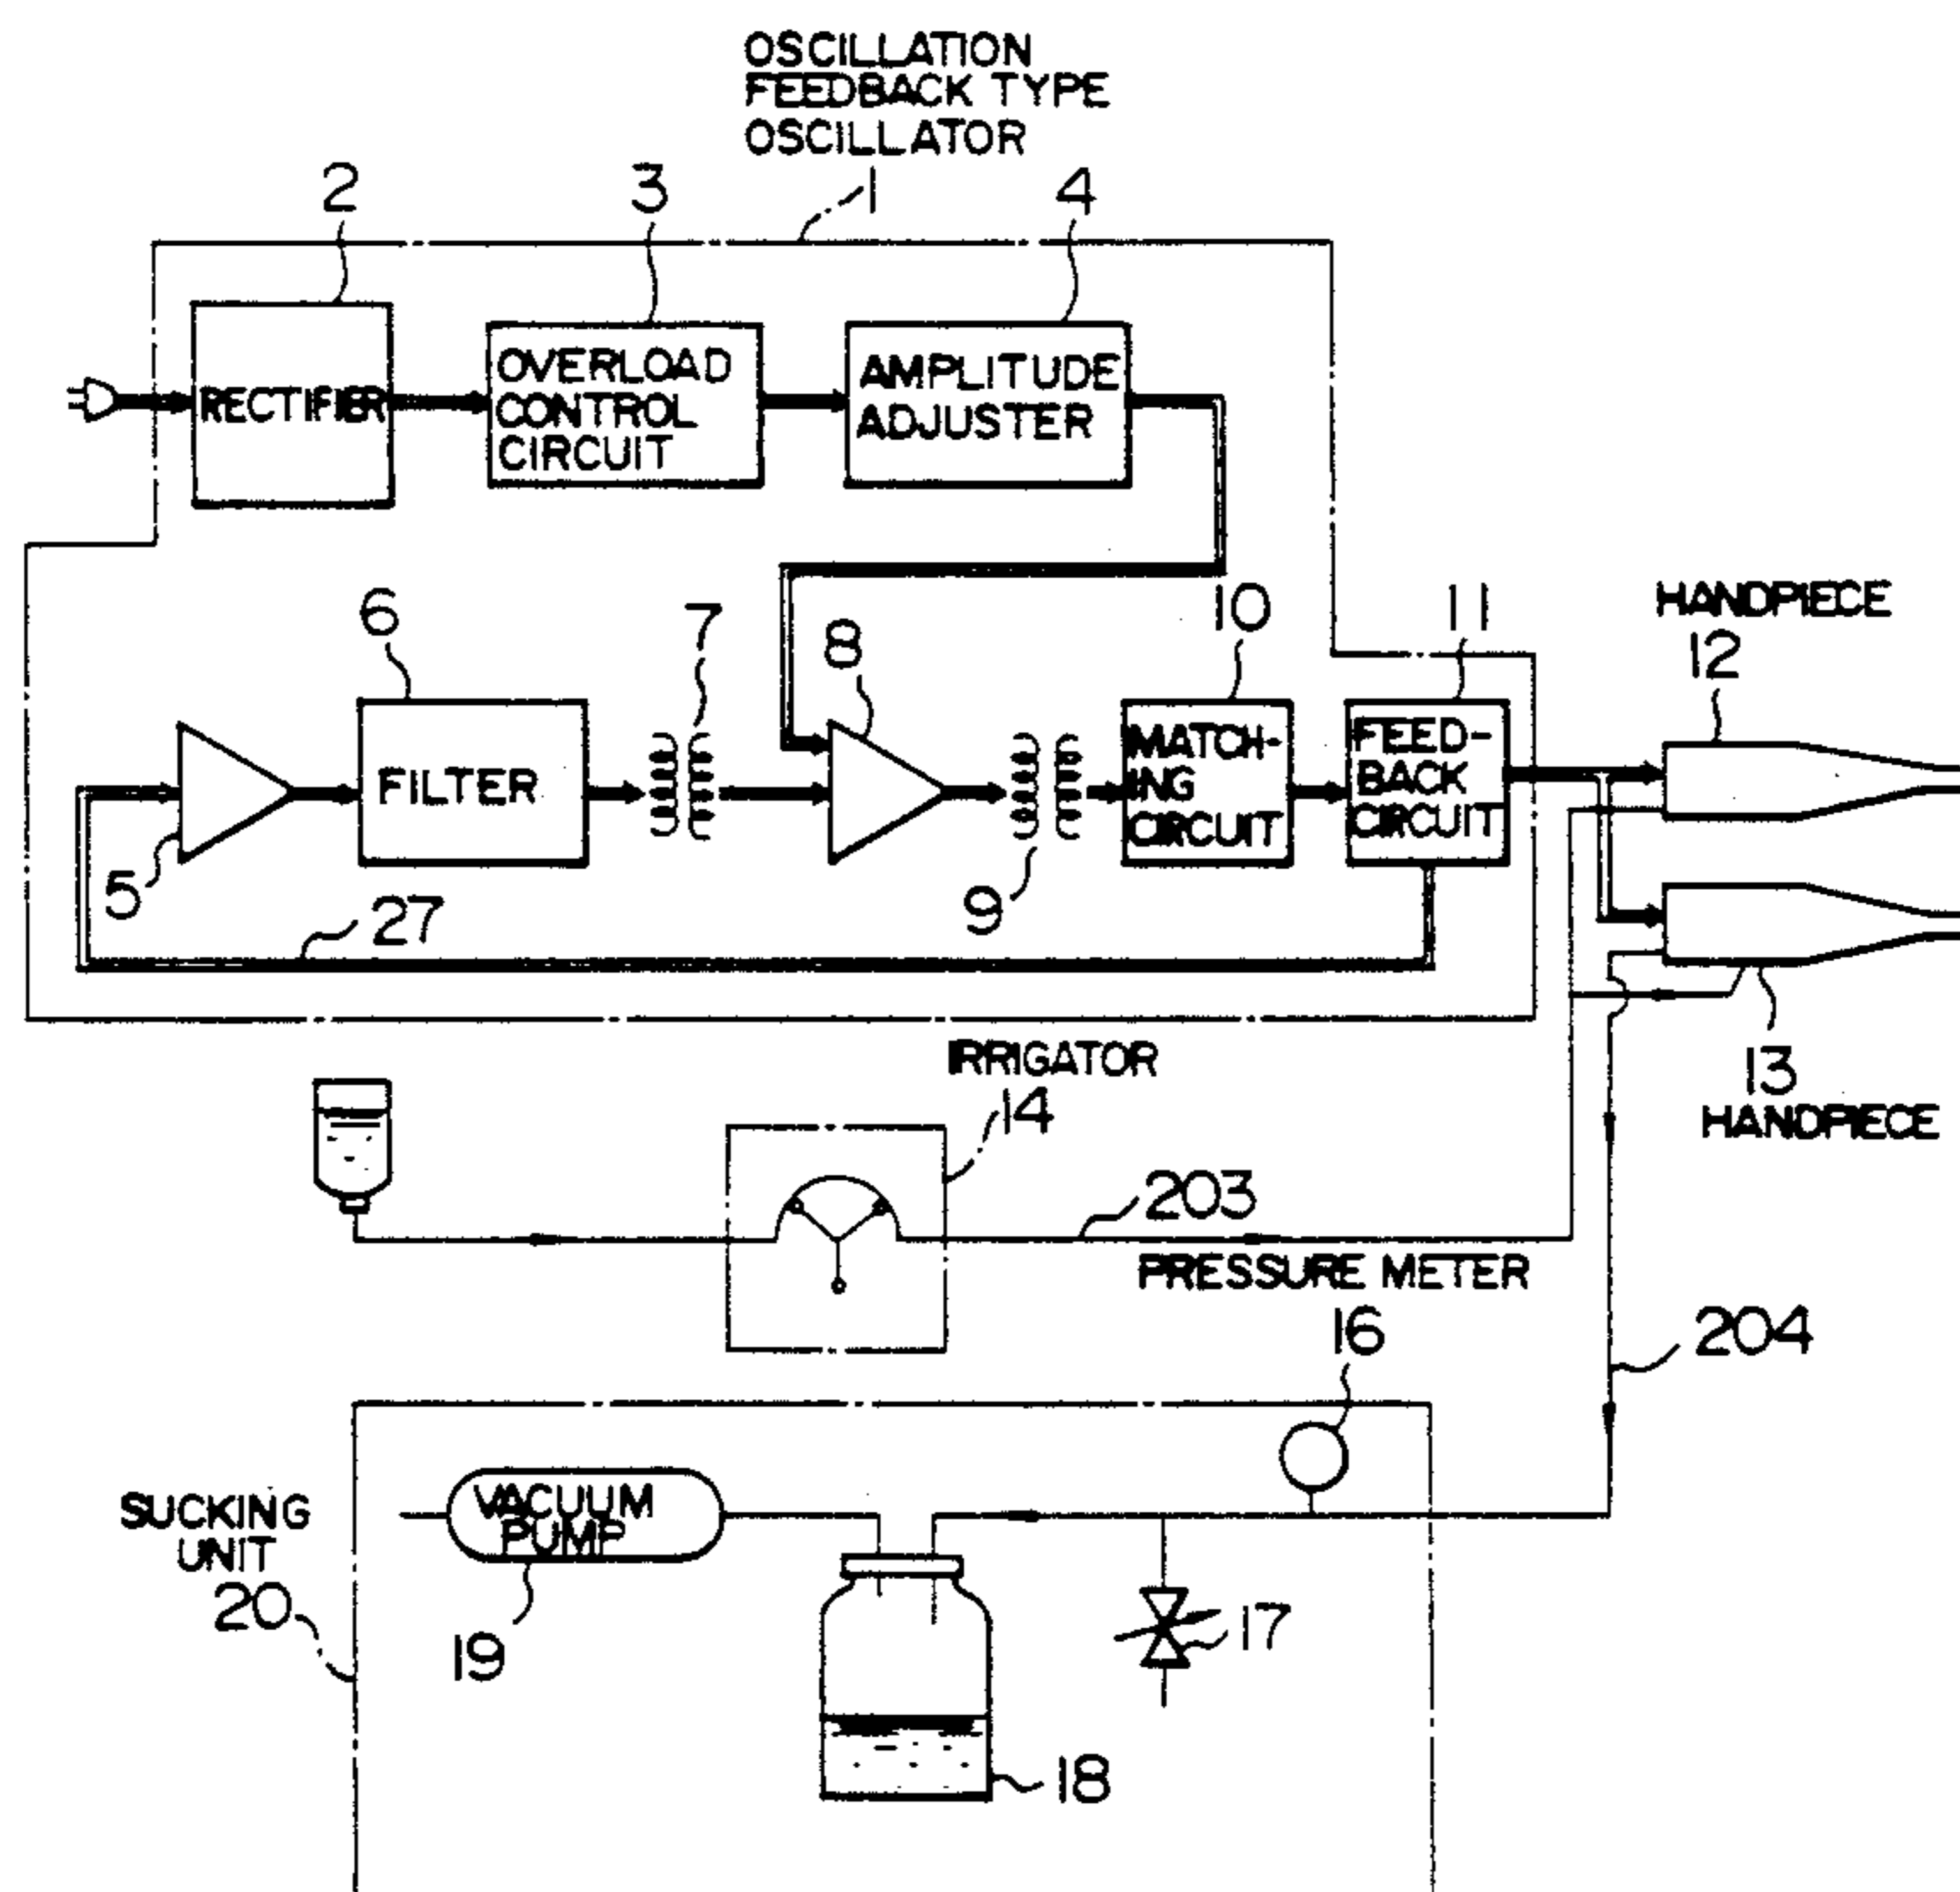 OSCILLATION
FEEDBACK TYPE
OSCILLATOR
1
2
3
4
RECTIFIER
OVERLOAD
CONTROL
CIRCUIT
AMPLITUDE
ADJUSTER
5
6
7
8
9
10
11
FILTER
MATCH-
ING
CIRCUIT
FEED-
BACK
CIRCUIT
27
HANDPIECE
12
13
HANDPIECE
IRRIGATOR
14
203
PRESSURE METER
16
204
SUCKING
UNIT
20
VACUUM
PUMP
19
17
18